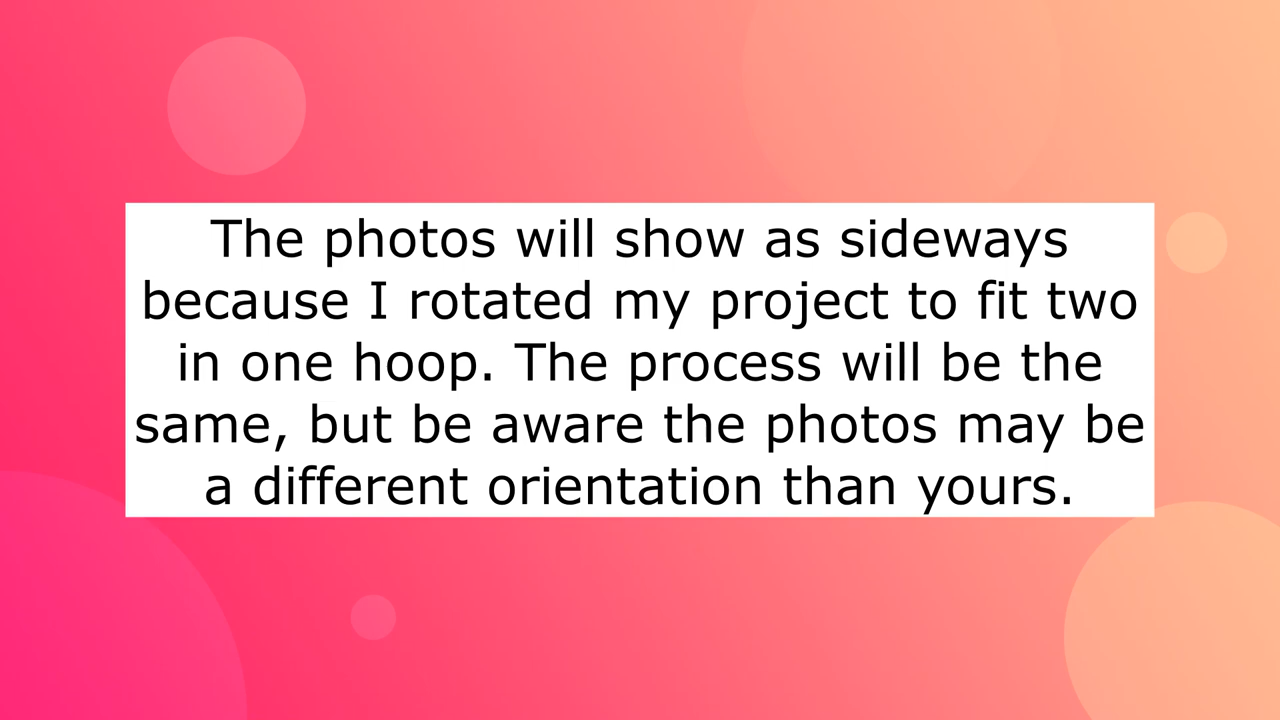 The photos will show as sideways
because I rotated my project to fit two
in one hoop. The process will be the
same, but be aware the photos may be
a different orientation than yours.